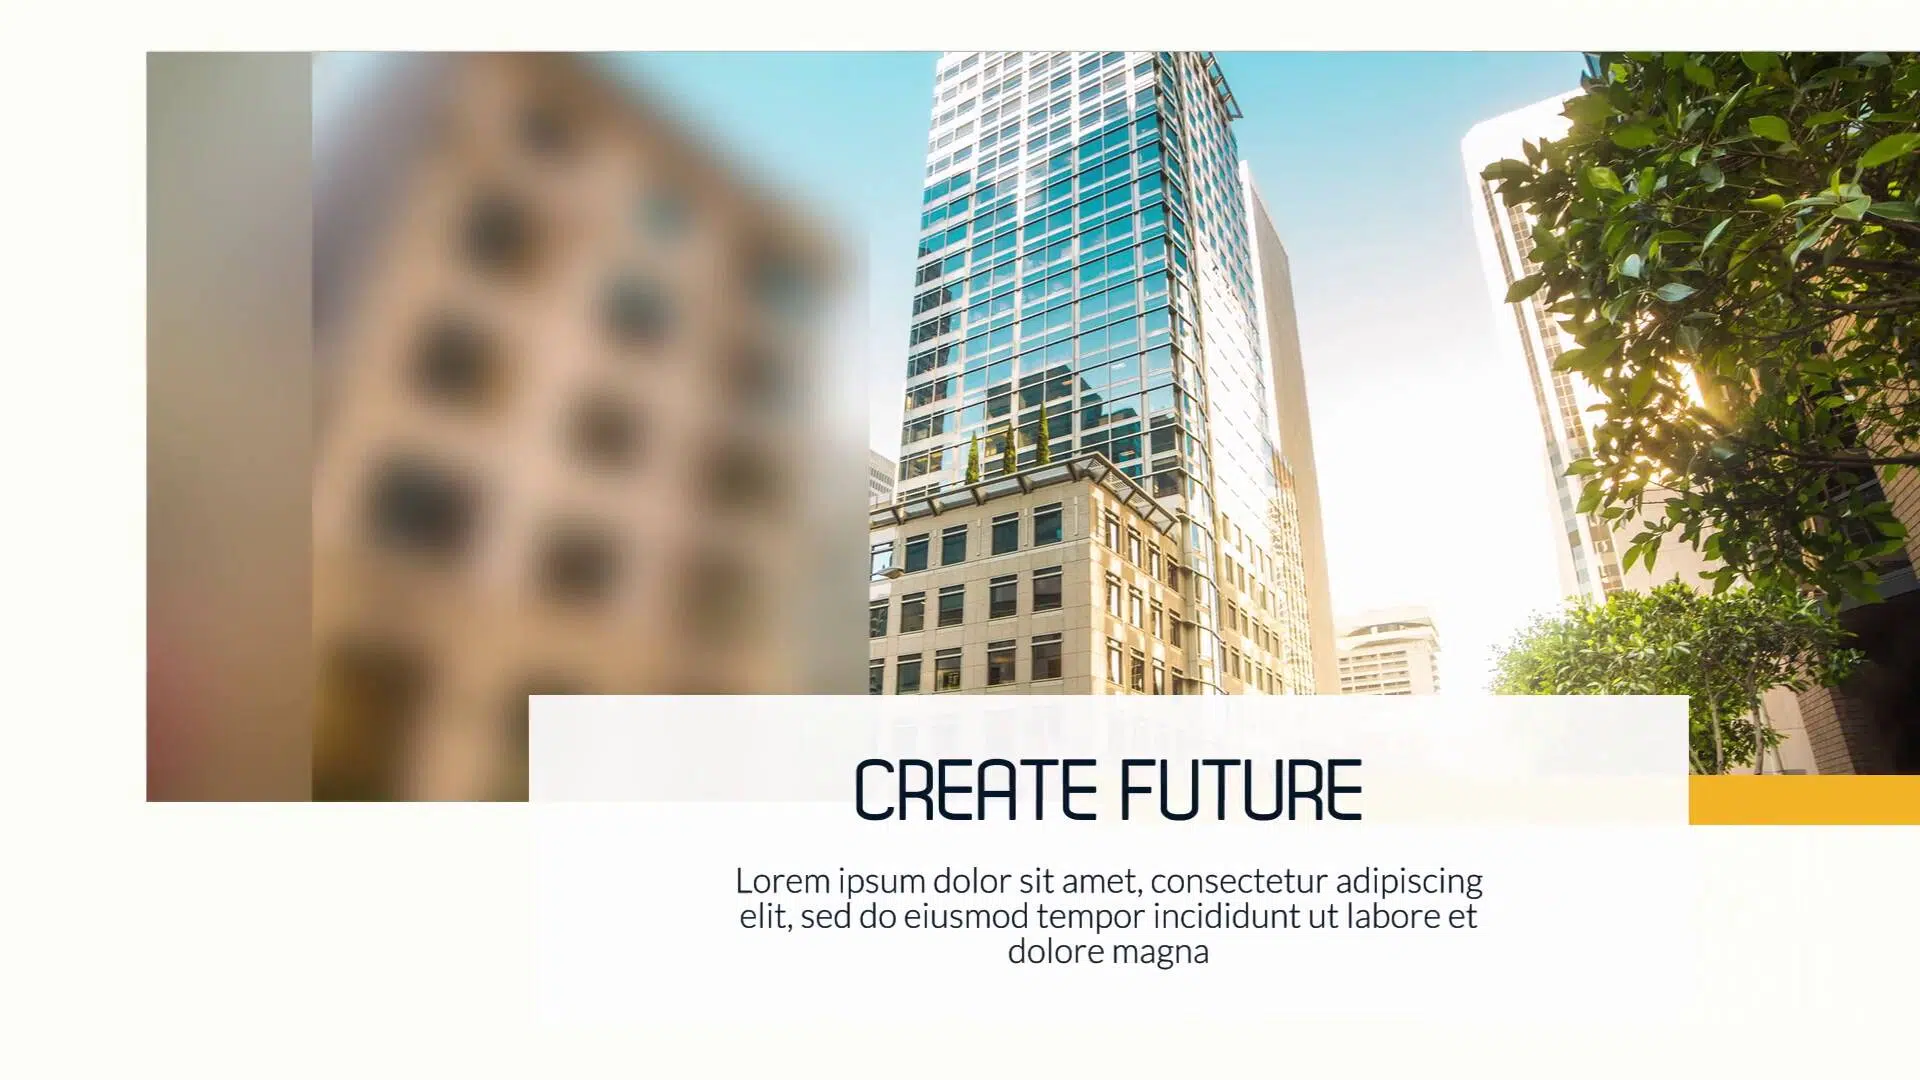 CREATE FUTURE
Lorem ipsum dolor sit amet, consectetur adipiscing
elit, sed do eiusmod tempor incididunt ut labore et
dolore magna